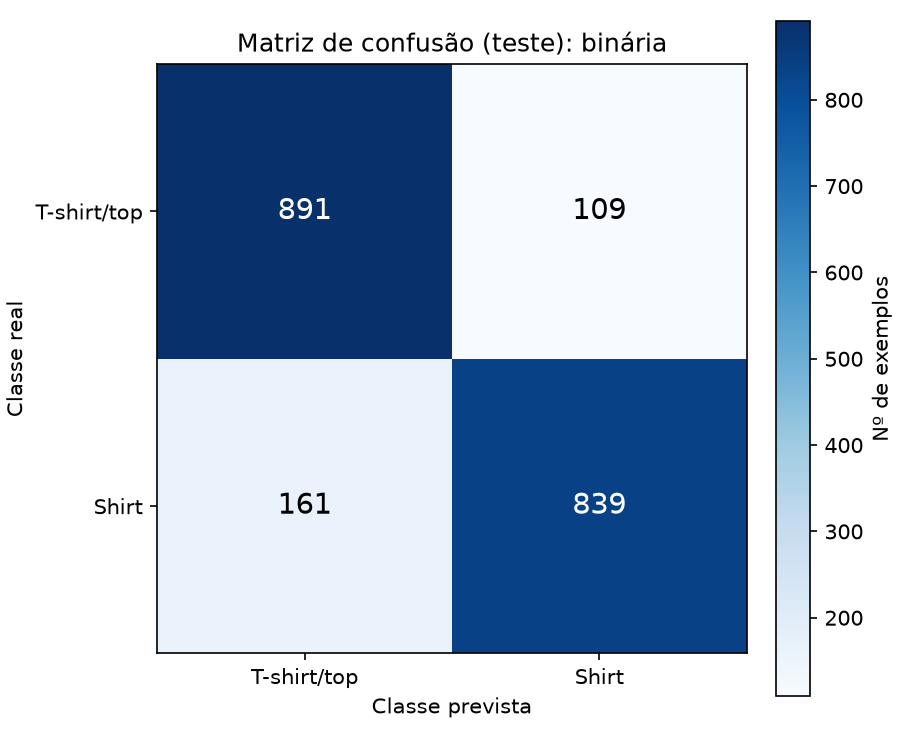 Matriz de confusão (teste): binária
Classe real
T-shirt/top
891
109
Shirt
161
839
T-shirt/top
Shirt
Classe prevista
800
700
600
500
400
300
200
Nº de exemplos